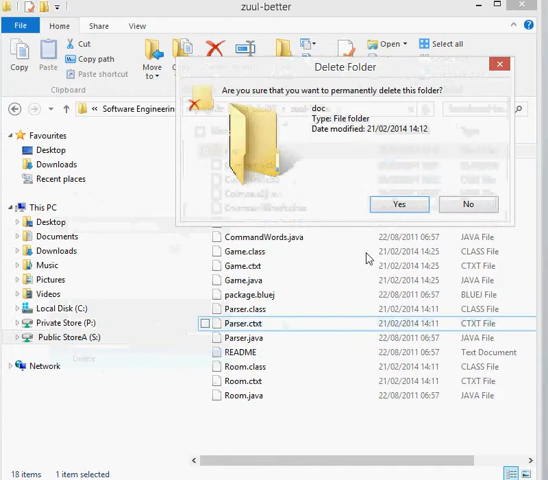 zuul-better
File Home Share View
Copy Paste
Cut
Copy path
Open
Select all
Clipboard
Delete Folder
Are you sure that you want to permanently delete this folder?
doc
Type: File folder
Date modified: 21/02/2014 14:12
Yes No
Software Engineerin
Favourites
Desktop
Downloads
Recent places
This PC
Desktop
Documents
Downloads
Music
Pictures
Videos
Local Disk (C:)
Private Store (P:)
Public StoreA (S:)
Network
Delete
CommandWords.java 22/08/2011 06:57 JAVA File
Game.class 21/02/2014 14:25 CLASS File
Game.ctxt 21/02/2014 14:25 CTXT File
Game.java 21/02/2014 14:25 JAVA File
package.bluej 22/08/2011 06:57 BLUEJ File
Parser.class 21/02/2014 14:11 CLASS File
Parser.ctxt 21/02/2014 14:11 CTXT File
Parser.java 22/08/2011 06:57 JAVA File
README 22/08/2011 06:57 Text Document
Room.class 21/02/2014 14:11 CLASS File
Room.ctxt 21/02/2014 14:11 CTXT File
Room.java 22/08/2011 06:57 JAVA File
18 items 1 item selected